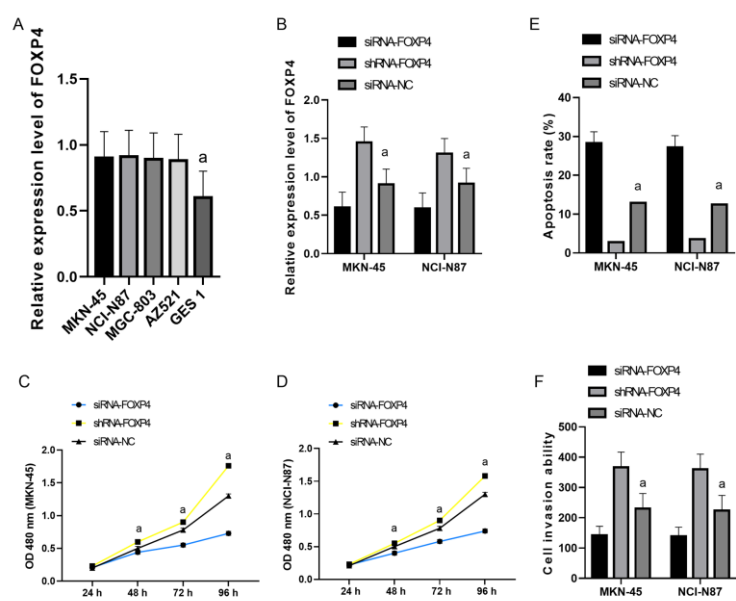 A
Relative expression level of FOXP4
1.5
1.0
0.5
0.0
a
MKN-45
NCI-N87
MGC-803
AZ521
GES 1
B
siRNA-FOXP4
shRNA-FOXP4
siRNA-NC
Relative expression level of FOXP4
2.0
1.5
1.0
0.5
0.0
a
a
MKN-45
NCI-N87
E
siRNA-FOXP4
shRNA-FOXP4
siRNA-NC
Apoptosis rate (%)
40
30
20
10
0
a
a
MKN-45
NCI-N87
C
siRNA-FOXP4
shRNA-FOXP4
siRNA-NC
OD 480 nm (MKN-45)
2.0
1.5
1.0
0.5
0.0
a
a
a
24 h
48 h
72 h
96 h
D
siRNA-FOXP4
shRNA-FOXP4
siRNA-NC
OD 480 nm (NCI-N87)
2.0
1.5
1.0
0.5
0.0
a
a
a
24 h
48 h
72 h
96 h
F
siRNA-FOXP4
shRNA-FOXP4
siRNA-NC
Cell invasion ability
500
400
300
200
100
0
a
a
MKN-45
NCI-N87